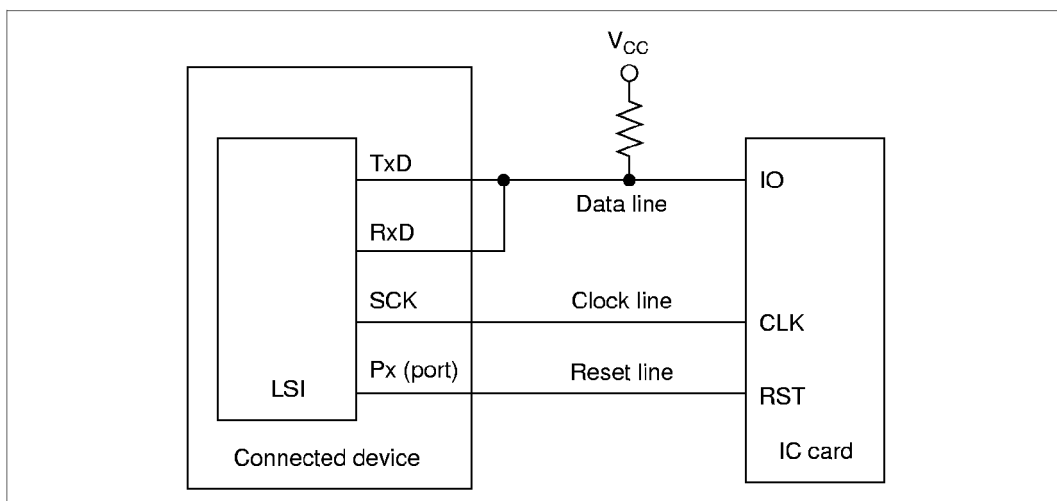 V_CC
TxD
IO
Data line
RxD
SCK
Clock line
CLK
Px (port)
Reset line
RST
LSI
IC card
Connected device